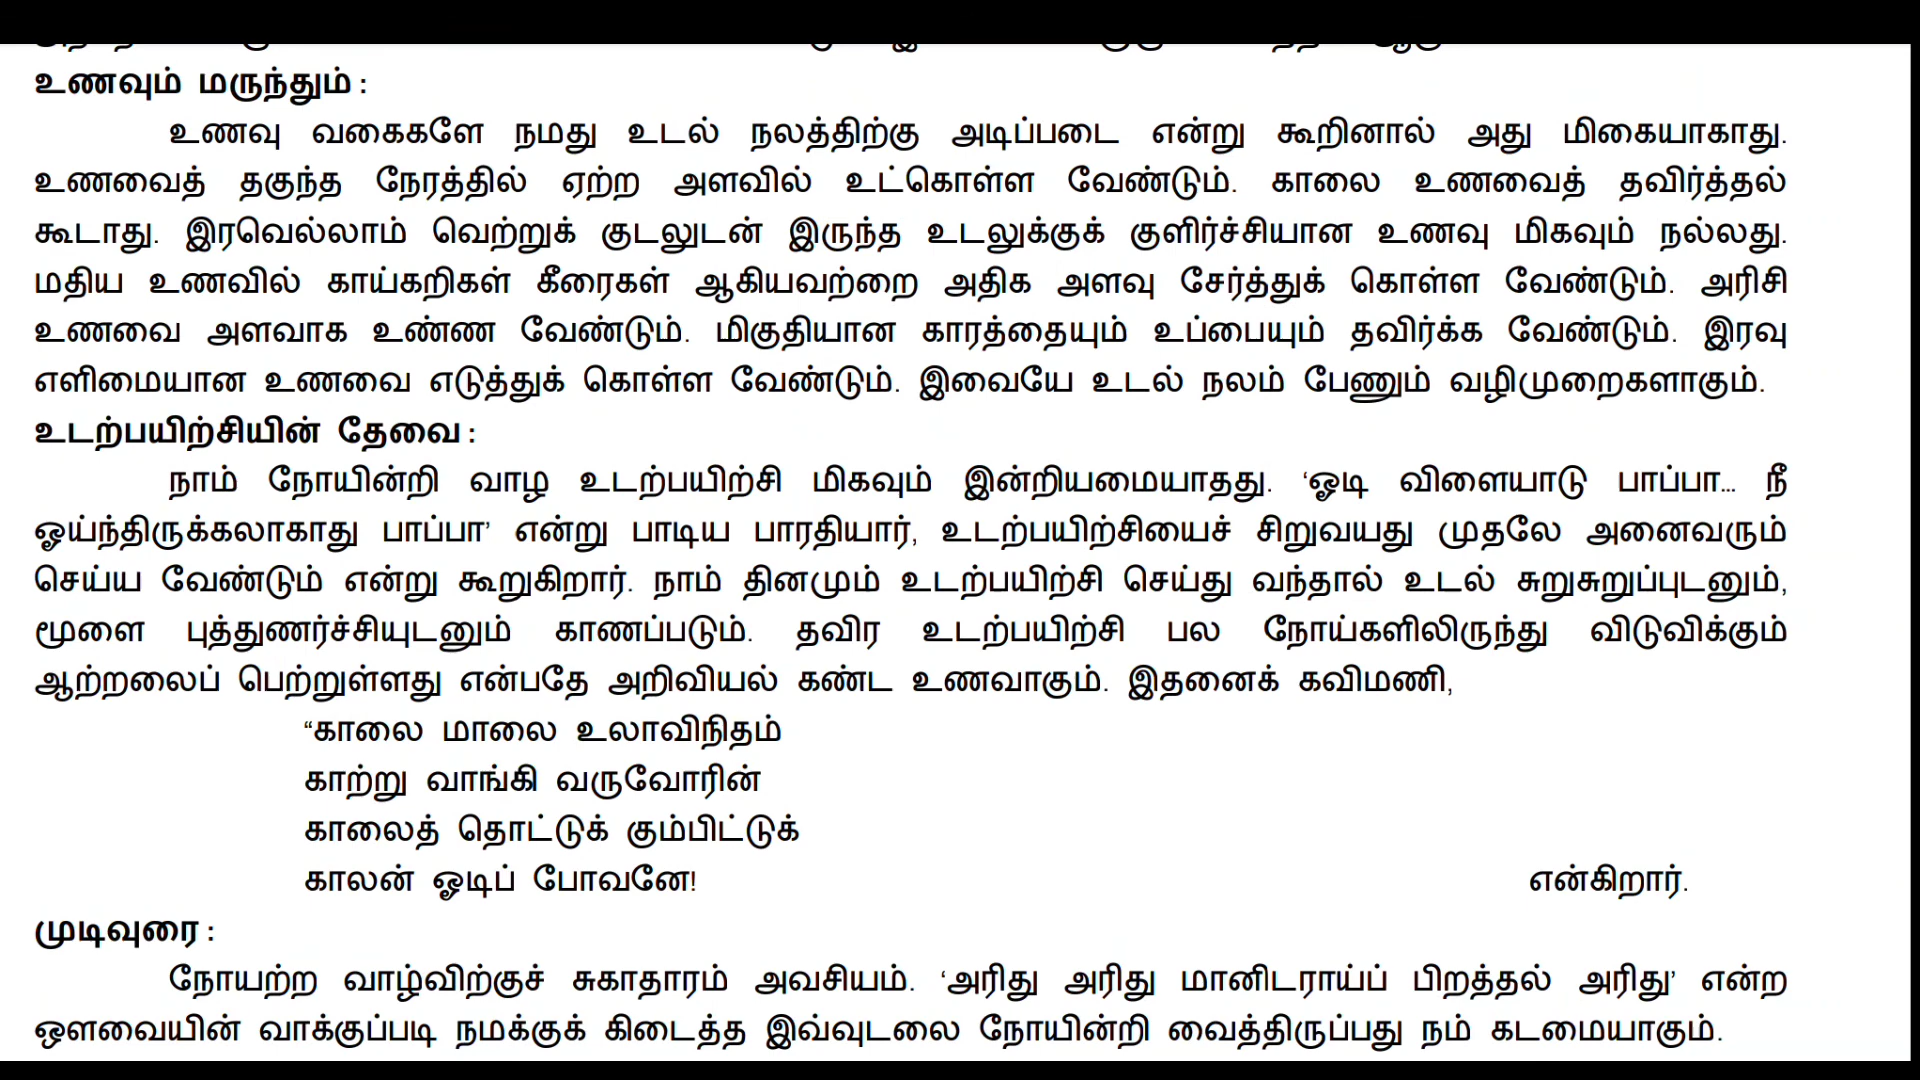 உணவும் மருந்தும் :
உணவு வகைகளே நமது உடல் நலத்திற்கு அடிப்படை என்று கூறினால் அது மிகையாகாது.
உணவைத் தகுந்த நேரத்தில் ஏற்ற அளவில் உட்கொள்ள வேண்டும். காலை உணவைத் தவிர்த்தல்
கூடாது. இரவெல்லாம் வெற்றுக் குடலுடன் இருந்த உடலுக்குக் குளிர்ச்சியான உணவு மிகவும் நல்லது.
மதிய உணவில் காய்கறிகள் கீரைகள் ஆகியவற்றை அதிக அளவு சேர்த்துக் கொள்ள வேண்டும். அரிசி
உணவை அளவாக உண்ண வேண்டும். மிகுதியான காரத்தையும் உப்பையும் தவிர்க்க வேண்டும். இரவு
எளிமையான உணவை எடுத்துக் கொள்ள வேண்டும். இவையே உடல் நலம் பேணும் வழிமுறைகளாகும்.
உடற்பயிற்சியின் தேவை :
நாம் நோயின்றி வாழ உடற்பயிற்சி மிகவும் இன்றியமையாதது. ‘ஓடி விளையாடு பாப்பா... நீ
ஓய்ந்திருக்கலாகாது பாப்பா’ என்று பாடிய பாரதியார், உடற்பயிற்சியைச் சிறுவயது முதலே அனைவரும்
செய்ய வேண்டும் என்று கூறுகிறார். நாம் தினமும் உடற்பயிற்சி செய்து வந்தால் உடல் சுறுசுறுப்புடனும்,
மூளை புத்துணர்ச்சியுடனும் காணப்படும். தவிர உடற்பயிற்சி பல நோய்களிலிருந்து விடுவிக்கும்
ஆற்றலைப் பெற்றுள்ளது என்பதே அறிவியல் கண்ட உணவாகும். இதனைக் கவிமணி,
“காலை மாலை உலாவிநிதம்
காற்று வாங்கி வருவோரின்
காலைத் தொட்டுக் கும்பிட்டுக்
காலன் ஓடிப் போவனே! என்கிறார்.
முடிவுரை :
நோயற்ற வாழ்விற்குச் சுகாதாரம் அவசியம். ‘அரிது அரிது மானிடராய்ப் பிறத்தல் அரிது’ என்ற
ஔவையின் வாக்குப்படி நமக்குக் கிடைத்த இவ்வுடலை நோயின்றி வைத்திருப்பது நம் கடமையாகும்.